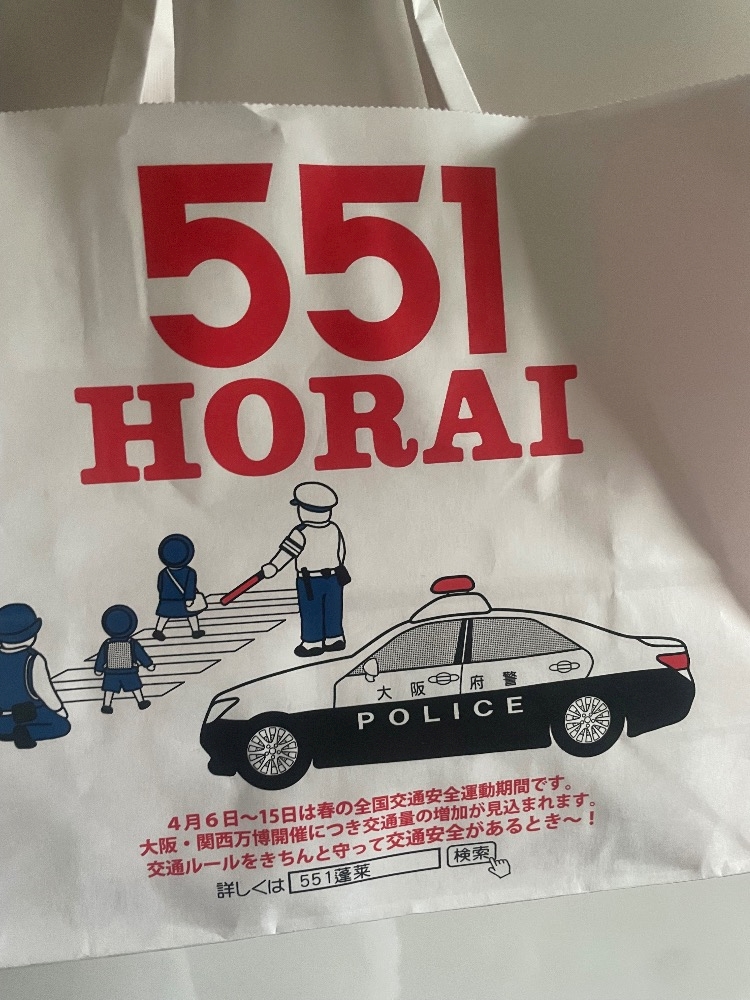 551
HORAI
大阪府警
POLICE
4月6日〜15日は春の全国交通安全運動期間です。
大阪・関西万博開催につき交通量の増加が見込まれます。
交通ルールをきちんと守って交通安全があるとき〜！
詳しくは 551蓬莱 検索